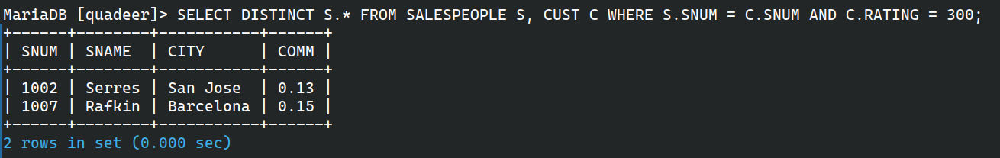 MariaDB [quadeer]> SELECT DISTINCT S.* FROM SALESPEOPLE S, CUST C WHERE S.SNUM = C.SNUM AND C.RATING = 300;
+------+--------+-----------+------+
| SNUM | SNAME  | CITY      | COMM |
+------+--------+-----------+------+
| 1002 | Serres | San Jose  | 0.13 |
| 1007 | Rafkin | Barcelona | 0.15 |
+------+--------+-----------+------+
2 rows in set (0.000 sec)